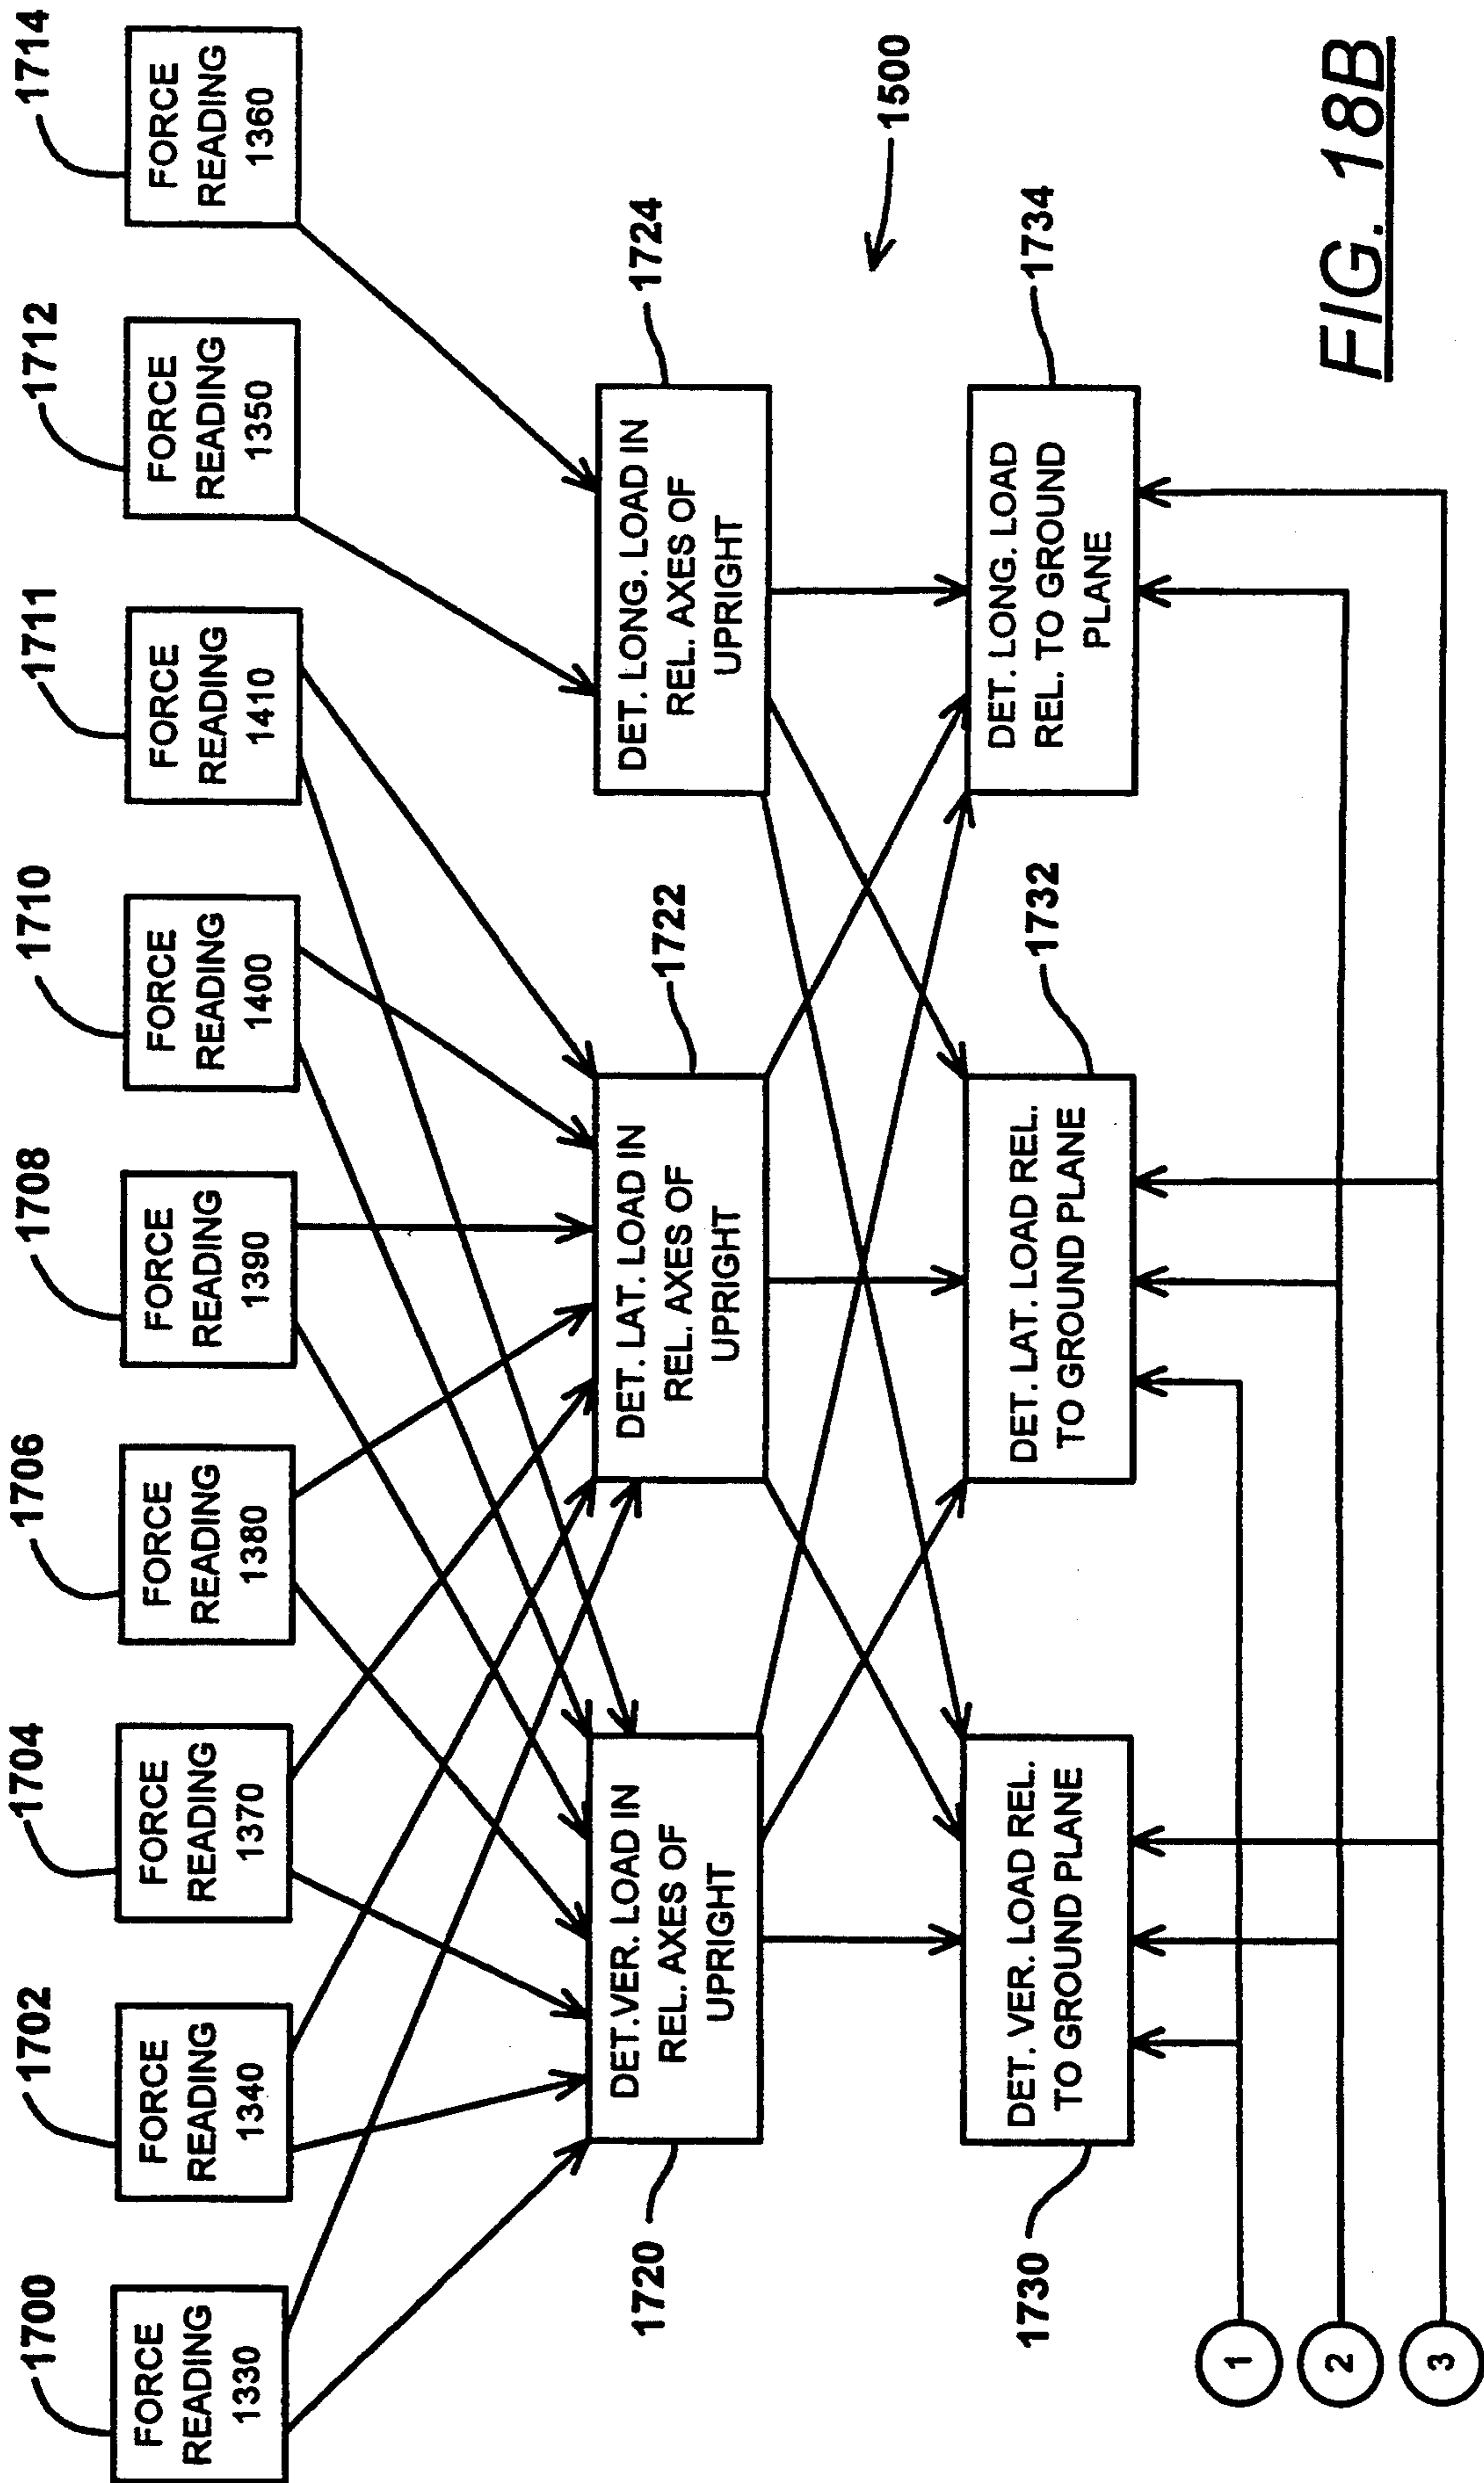 1700
1702
1704
1706
1708
1710
1711
1712
1714
FORCE
READING
1330
FORCE
READING
1340
FORCE
READING
1370
FORCE
READING
1380
FORCE
READING
1390
FORCE
READING
1400
FORCE
READING
1410
FORCE
READING
1350
FORCE
READING
1360
1720
DET.VER. LOAD IN
REL. AXES OF
UPRIGHT
1722
DET. LAT. LOAD IN
REL. AXES OF
UPRIGHT
1724
DET. LONG. LOAD IN
REL. AXES OF
UPRIGHT
1500
1730
DET. VER. LOAD REL.
TO GROUND PLANE
1732
DET. LAT. LOAD REL.
TO GROUND PLANE
1734
DET. LONG. LOAD
REL. TO GROUND
PLANE
1
2
3
FIG. 18B